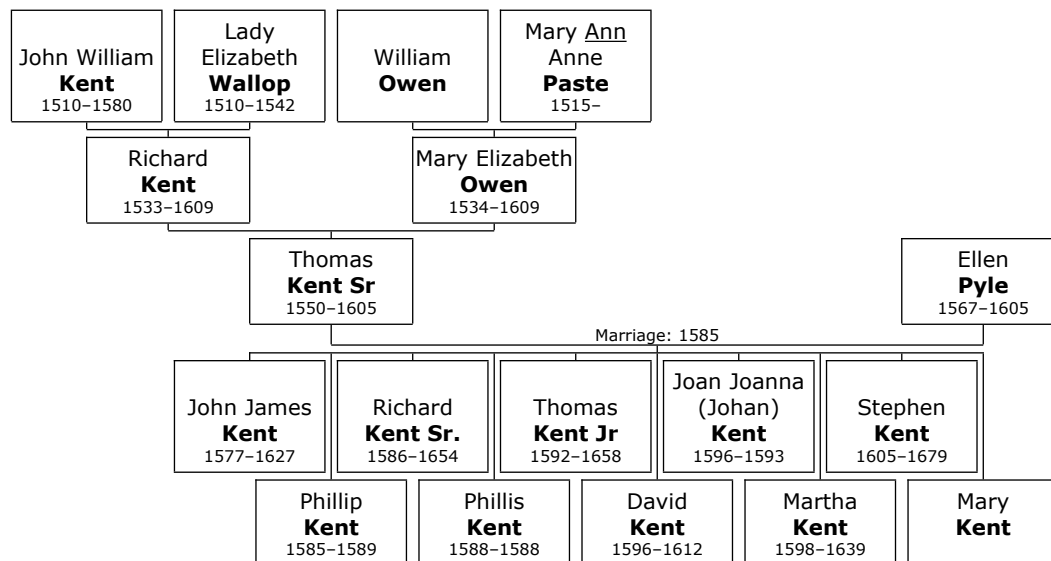 John William
Kent
1510–1580
Lady
Elizabeth
Wallop
1510–1542
William
Owen
Mary Ann
Anne
Paste
1515–
Richard
Kent
1533–1609
Mary Elizabeth
Owen
1534–1609
Thomas
Kent Sr
1550–1605
Ellen
Pyle
1567–1605
Marriage: 1585
John James
Kent
1577–1627
Richard
Kent Sr.
1586–1654
Thomas
Kent Jr
1592–1658
Joan Joanna
(Johan)
Kent
1596–1593
Stephen
Kent
1605–1679
Phillip
Kent
1585–1589
Phillis
Kent
1588–1588
David
Kent
1596–1612
Martha
Kent
1598–1639
Mary
Kent